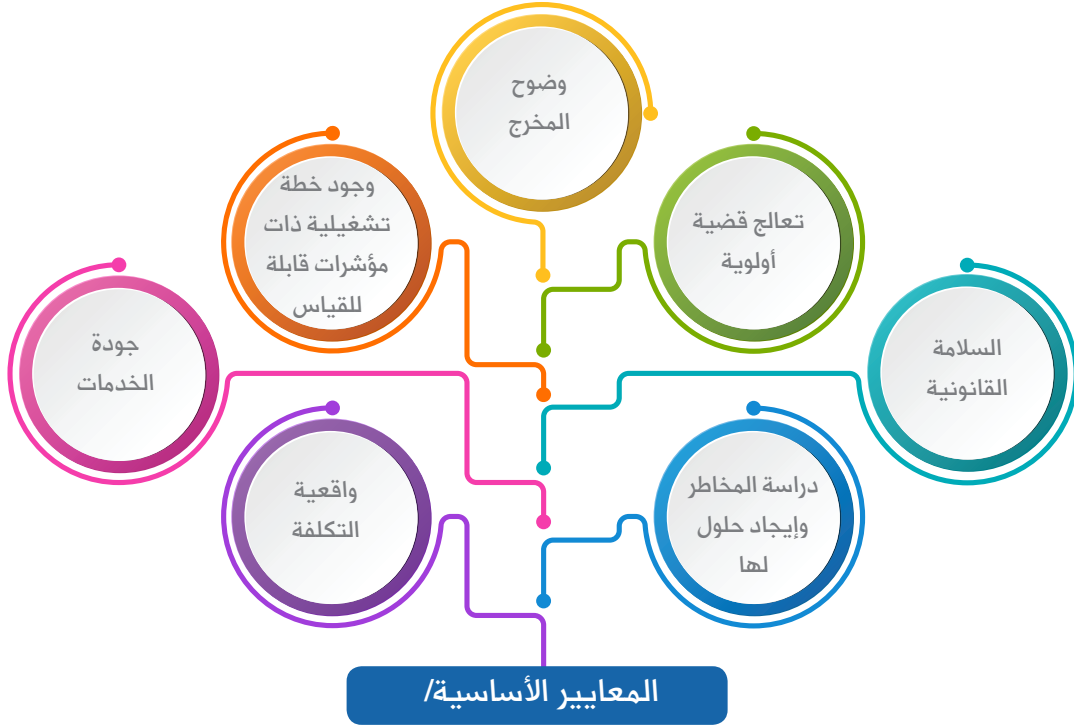 وضوح
المخرج
تعالج قضية
أولوية
وجود خطة
تشغيلية ذات
مؤشرات قابلة
للقياس
السلامة
القانونية
جودة
الخدمات
دراسة المخاطر
وإيجاد حلول
لها
واقعية
التكلفة
المعايير الأساسية/